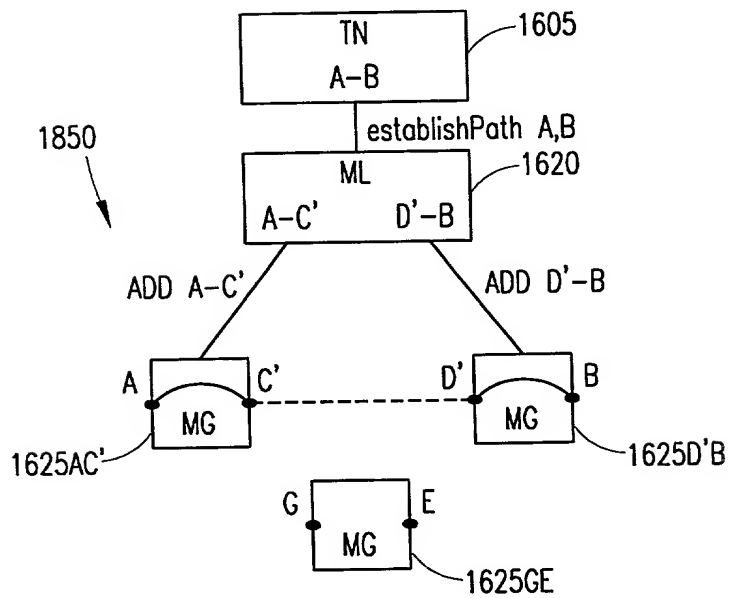 TN
1605
A-B
establishPath A,B
1850
ML
1620
A-C' D'-B
ADD A-C'
ADD D'-B
A C' D' B
MG MG
1625AC' 1625D'B
G E
MG
1625GE